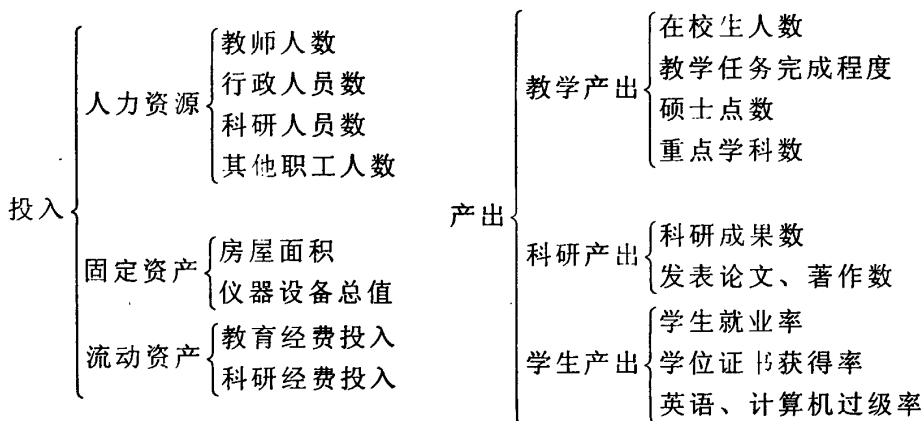 投入
人力资源
教师人数
行政人员数
科研人员数
其他职工人数
固定资产
房屋面积
仪器设备总值
流动资产
教育经费投入
科研经费投入
产出
教学产出
在校生人数
教学任务完成程度
硕士点数
重点学科数
科研产出
科研成果数
发表论文、著作数
学生产出
学生就业率
学位证书获得率
英语、计算机过级率